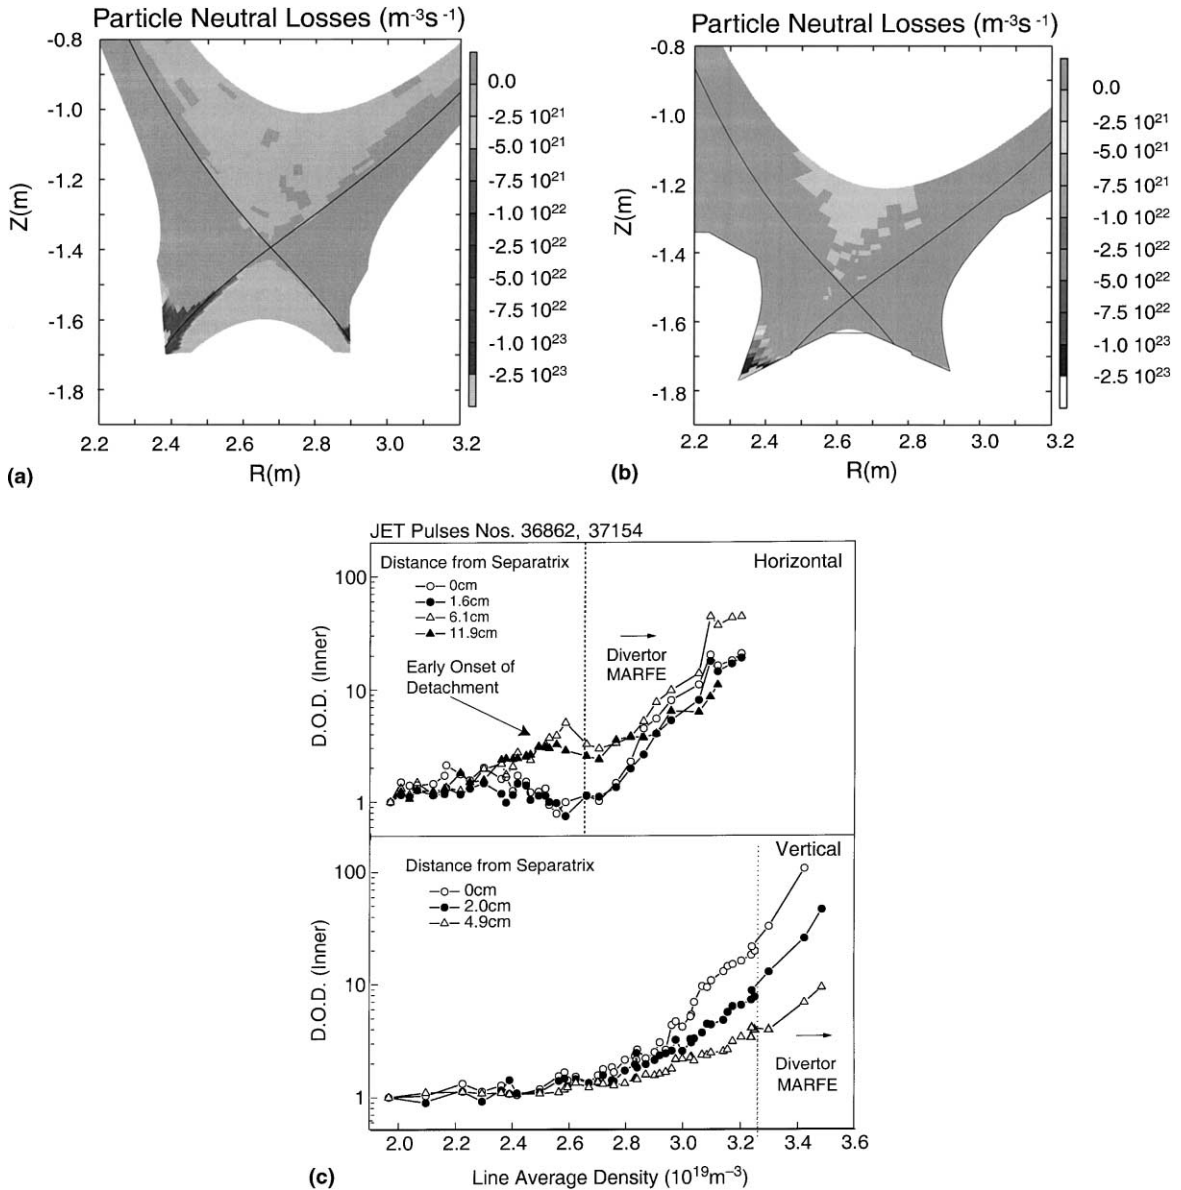 Particle Neutral Losses (m-3s-1)
-0.8
-1.0
-1.2
-1.4
-1.6
-1.8
Z(m)
0.0
-2.5 10^21
-5.0 10^21
-7.5 10^21
-1.0 10^22
-2.5 10^22
-5.0 10^22
-7.5 10^22
-1.0 10^23
-2.5 10^23
2.2 2.4 2.6 2.8 3.0 3.2
R(m)
(a)
Particle Neutral Losses (m-3s-1)
-0.8
-1.0
-1.2
-1.4
-1.6
-1.8
Z(m)
0.0
-2.5 10^21
-5.0 10^21
-7.5 10^21
-1.0 10^22
-2.5 10^22
-5.0 10^22
-7.5 10^22
-1.0 10^23
-2.5 10^23
2.2 2.4 2.6 2.8 3.0 3.2
R(m)
(b)
JET Pulses Nos. 36862, 37154
Distance from Separatrix
0cm
1.6cm
6.1cm
11.9cm
Horizontal
Early Onset of
Detachment
Divertor
MARFE
100
10
1
D.O.D. (Inner)
Vertical
Distance from Separatrix
0cm
2.0cm
4.9cm
100
10
1
D.O.D. (Inner)
Divertor
MARFE
2.0 2.2 2.4 2.6 2.8 3.0 3.2 3.4 3.6
Line Average Density (10^19m–3)
(c)